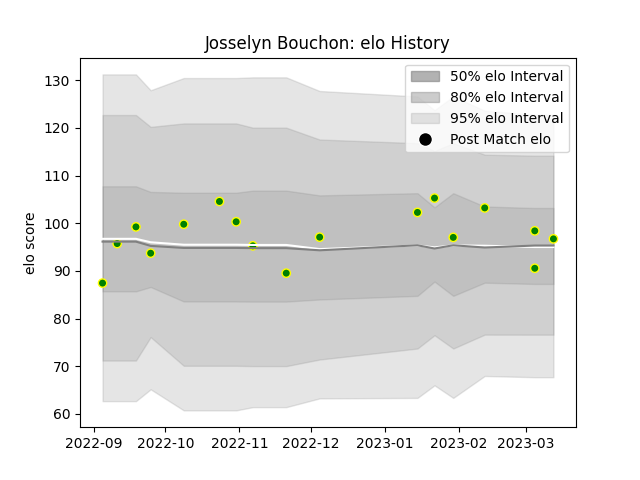 Josselyn Bouchon: elo History
50% elo Interval
80% elo Interval
95% elo Interval
Post Match elo
elo score
130
120
110
100
90
80
70
60
2022-09
2022-10
2022-11
2022-12
2023-01
2023-02
2023-03